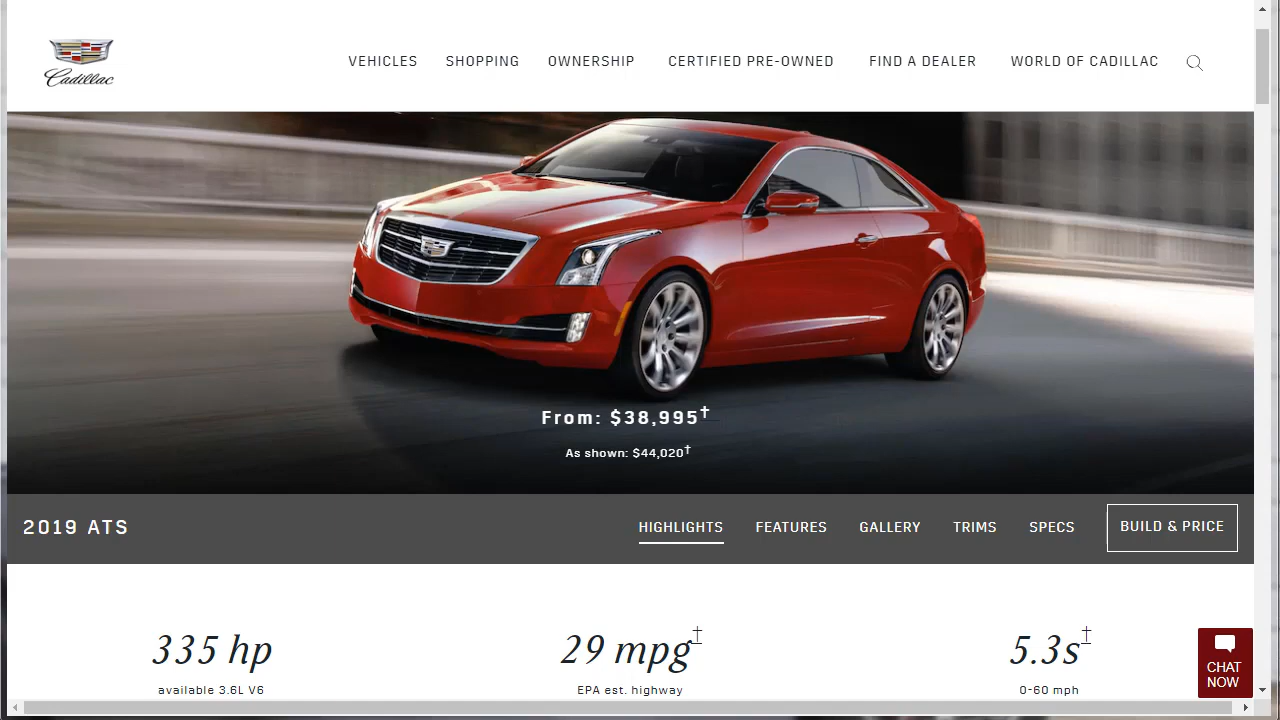 Cadillac
VEHICLES SHOPPING OWNERSHIP CERTIFIED PRE-OWNED FIND A DEALER WORLD OF CADILLAC
From: $38,995†
As shown: $44,020†
2019 ATS HIGHLIGHTS FEATURES GALLERY TRIMS SPECS BUILD & PRICE
335 hp 29 mpg† 5.3s†
available 3.6L V6 EPA est. highway 0-60 mph
CHAT
NOW